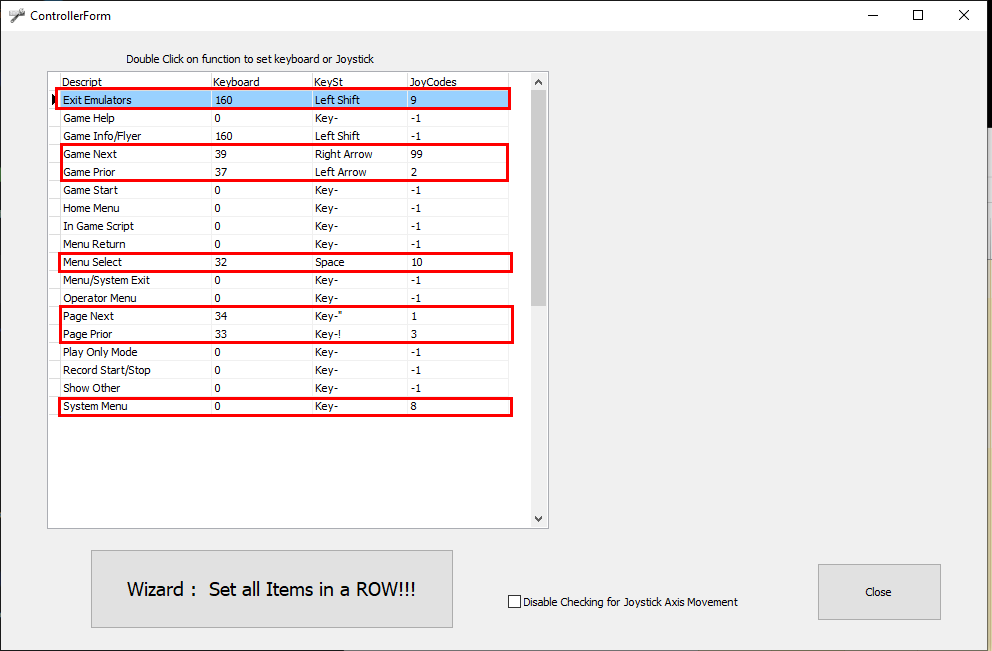 ControllerForm
Double Click on function to set keyboard or Joystick
Descript Keyboard KeySt JoyCodes
Exit Emulators 160 Left Shift 9
Game Help 0 Key- -1
Game Info/Flyer 160 Left Shift -1
Game Next 39 Right Arrow 99
Game Prior 37 Left Arrow 2
Game Start 0 Key- -1
Home Menu 0 Key- -1
In Game Script 0 Key- -1
Menu Return 0 Key- -1
Menu Select 32 Space 10
Menu/System Exit 0 Key- -1
Operator Menu 0 Key- -1
Page Next 34 Key-" 1
Page Prior 33 Key-! 3
Play Only Mode 0 Key- -1
Record Start/Stop 0 Key- -1
Show Other 0 Key- -1
System Menu 0 Key- 8
Wizard : Set all Items in a ROW!!!
Disable Checking for Joystick Axis Movement
Close